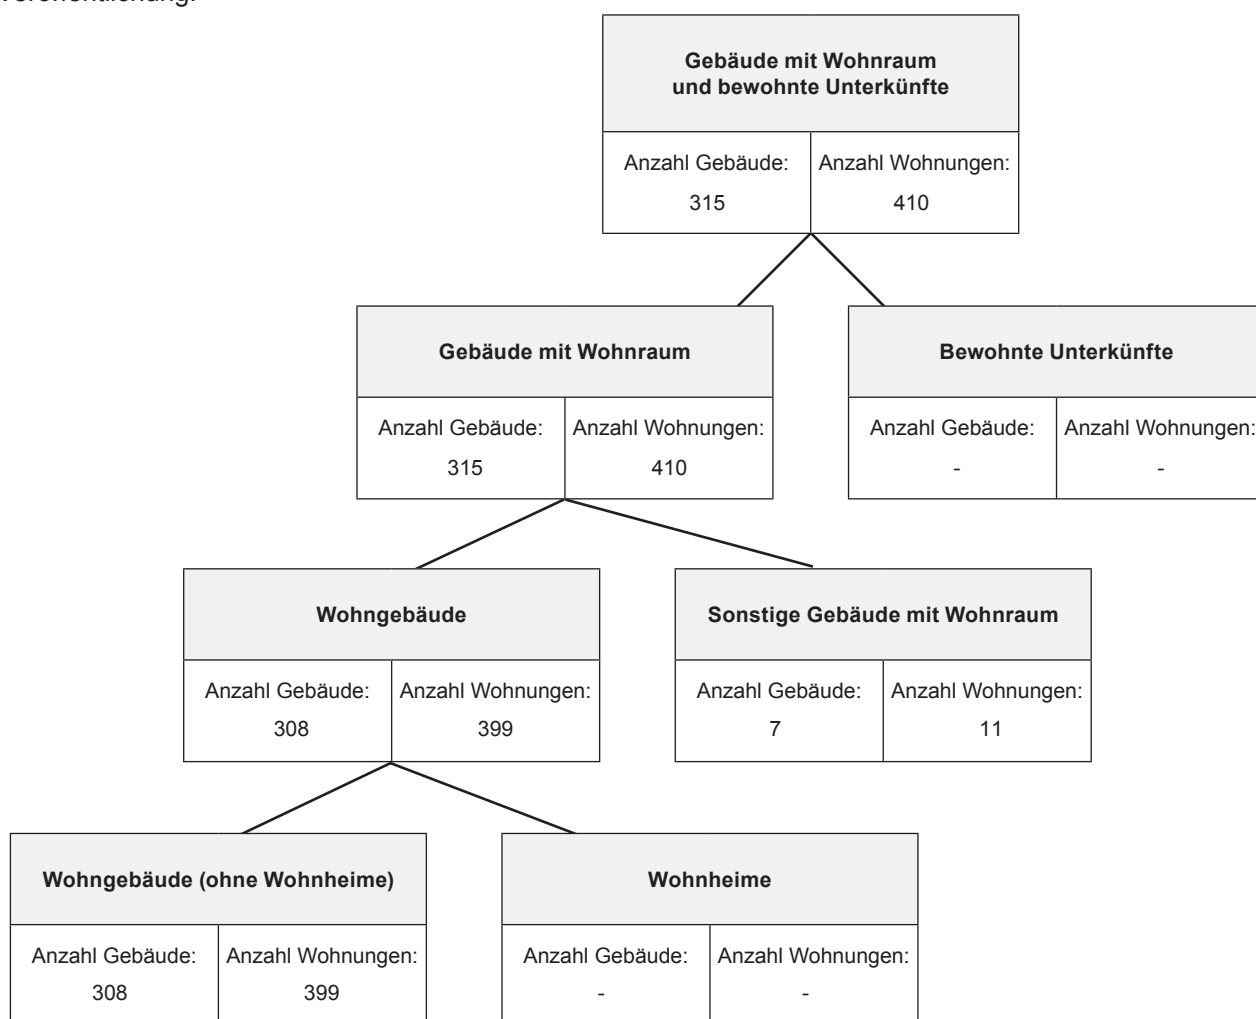 Veröffentlichung.
Gebäude mit Wohnraum
und bewohnte Unterkünfte
Anzahl Gebäude: Anzahl Wohnungen:
315 410
Gebäude mit Wohnraum
Bewohnte Unterkünfte
Anzahl Gebäude: Anzahl Wohnungen:
315 410
Anzahl Gebäude: Anzahl Wohnungen:
- -
Wohngebäude
Sonstige Gebäude mit Wohnraum
Anzahl Gebäude: Anzahl Wohnungen:
308 399
Anzahl Gebäude: Anzahl Wohnungen:
7 11
Wohngebäude (ohne Wohnheime)
Wohnheime
Anzahl Gebäude: Anzahl Wohnungen:
308 399
Anzahl Gebäude: Anzahl Wohnungen:
- -